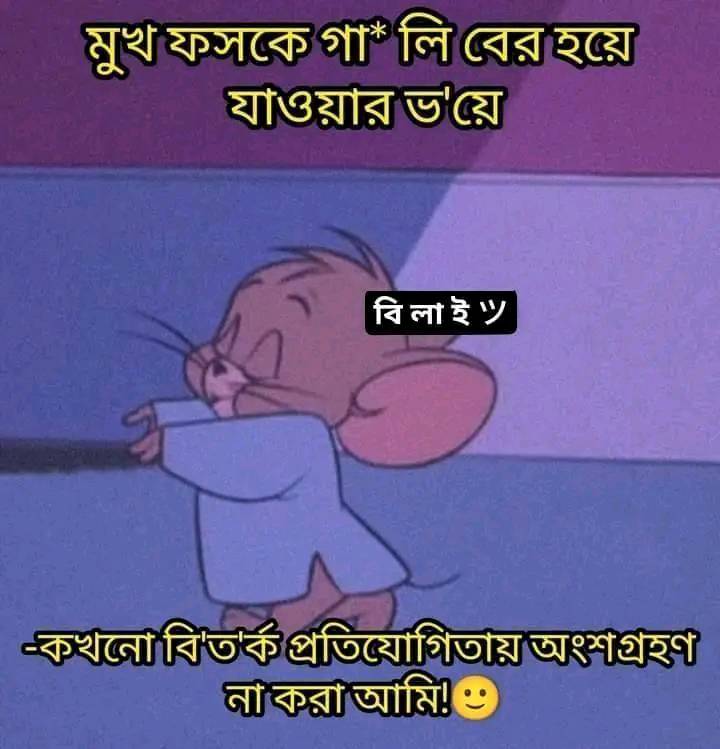 মুখ ফসকে গা* লি বের হয়ে
যাওয়ার ভ'য়ে
বি লা ই ツ
-কখনো বি'ত'র্ক প্রতিযোগিতায় অংশগ্রহণ
না করা আমি!🙂